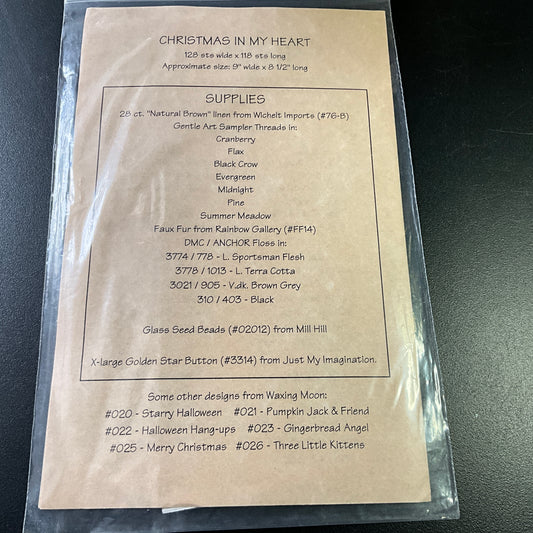 CHRISTMAS IN MY HEART
128 sts wide x 118 sts long
Approximate size: 9" wide x 8 1/2" long
SUPPLIES
28 ct. "Natural Brown" linen from Wichelt Imports (#76-8)
Gentle Art Sampler Threads in:
Cranberry
Flax
Black Crow
Evergreen
Midnight
Pine
Summer Meadow
Faux Fur from Rainbow Gallery (#FF14)
DMC / ANCHOR Floss in:
3774 / 778 - L. Sportsman Flesh
3778 / 1013 - L. Terra Cotta
3021 / 905 - V.dk. Brown Grey
310 / 403 - Black
Glass Seed Beads (#02012) from Mill Hill
X-large Golden Star Button (#3314) from Just My Imagination.
Some other designs from Waxing Moon:
#020 - Starry Halloween #021 - Pumpkin Jack & Friend
#022 - Halloween Hang-ups #023 - Gingerbread Angel
#025 - Merry Christmas #026 - Three Little Kittens